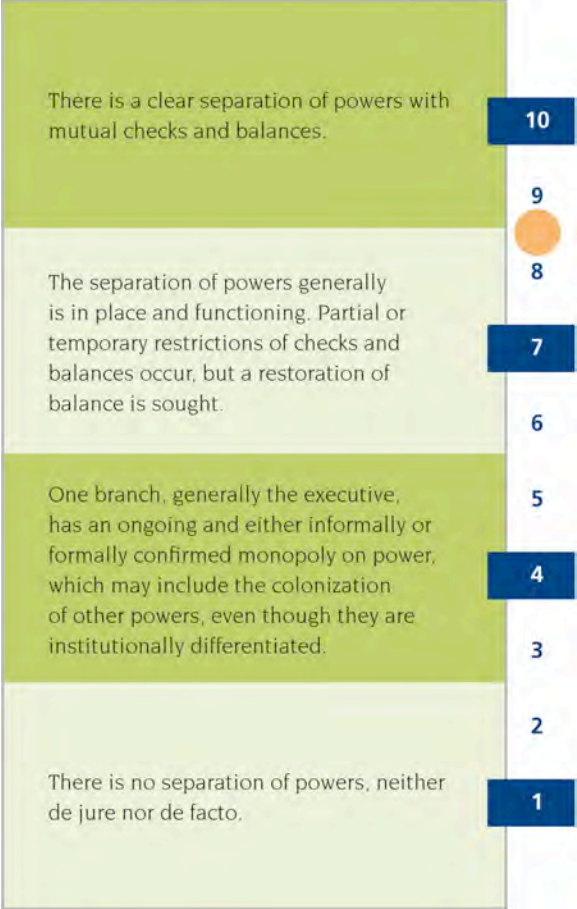 There is a clear separation of powers with
mutual checks and balances.
10
9
8
The separation of powers generally
is in place and functioning. Partial or
temporary restrictions of checks and
balances occur, but a restoration of
balance is sought.
7
6
5
One branch, generally the executive,
has an ongoing and either informally or
formally confirmed monopoly on power,
which may include the colonization
of other powers, even though they are
institutionally differentiated.
4
3
2
There is no separation of powers, neither
de jure nor de facto.
1